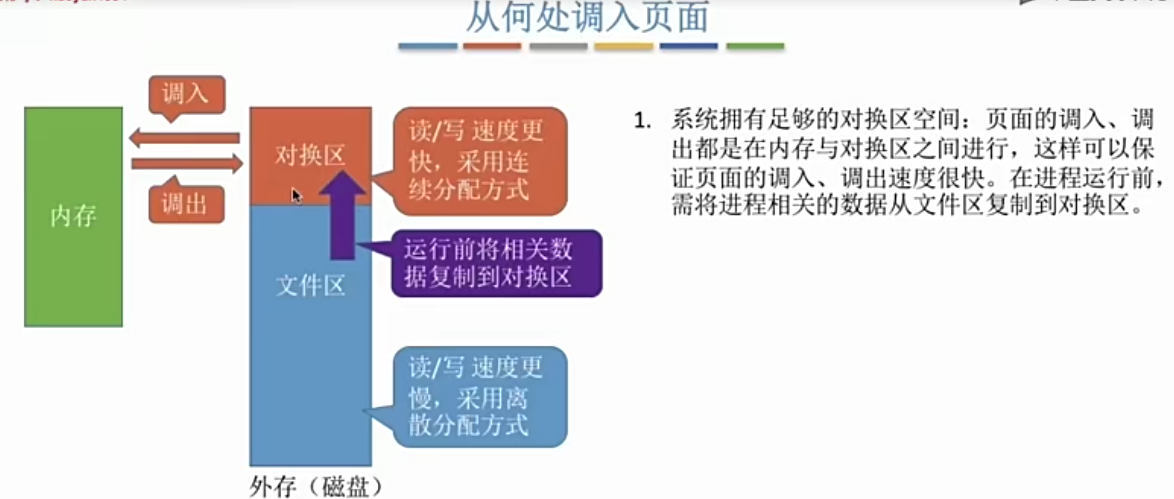 从何处调入页面
调入
调出
内存
对换区
文件区
外存（磁盘）
读/写 速度更
快，采用连
续分配方式
运行前将相关数
据复制到对换区
读/写 速度更
慢，采用离
散分配方式
1. 系统拥有足够的对换区空间：页面的调入、调
出都是在内存与对换区之间进行，这样可以保
证页面的调入、调出速度很快。在进程运行前，
需将进程相关的数据从文件区复制到对换区。